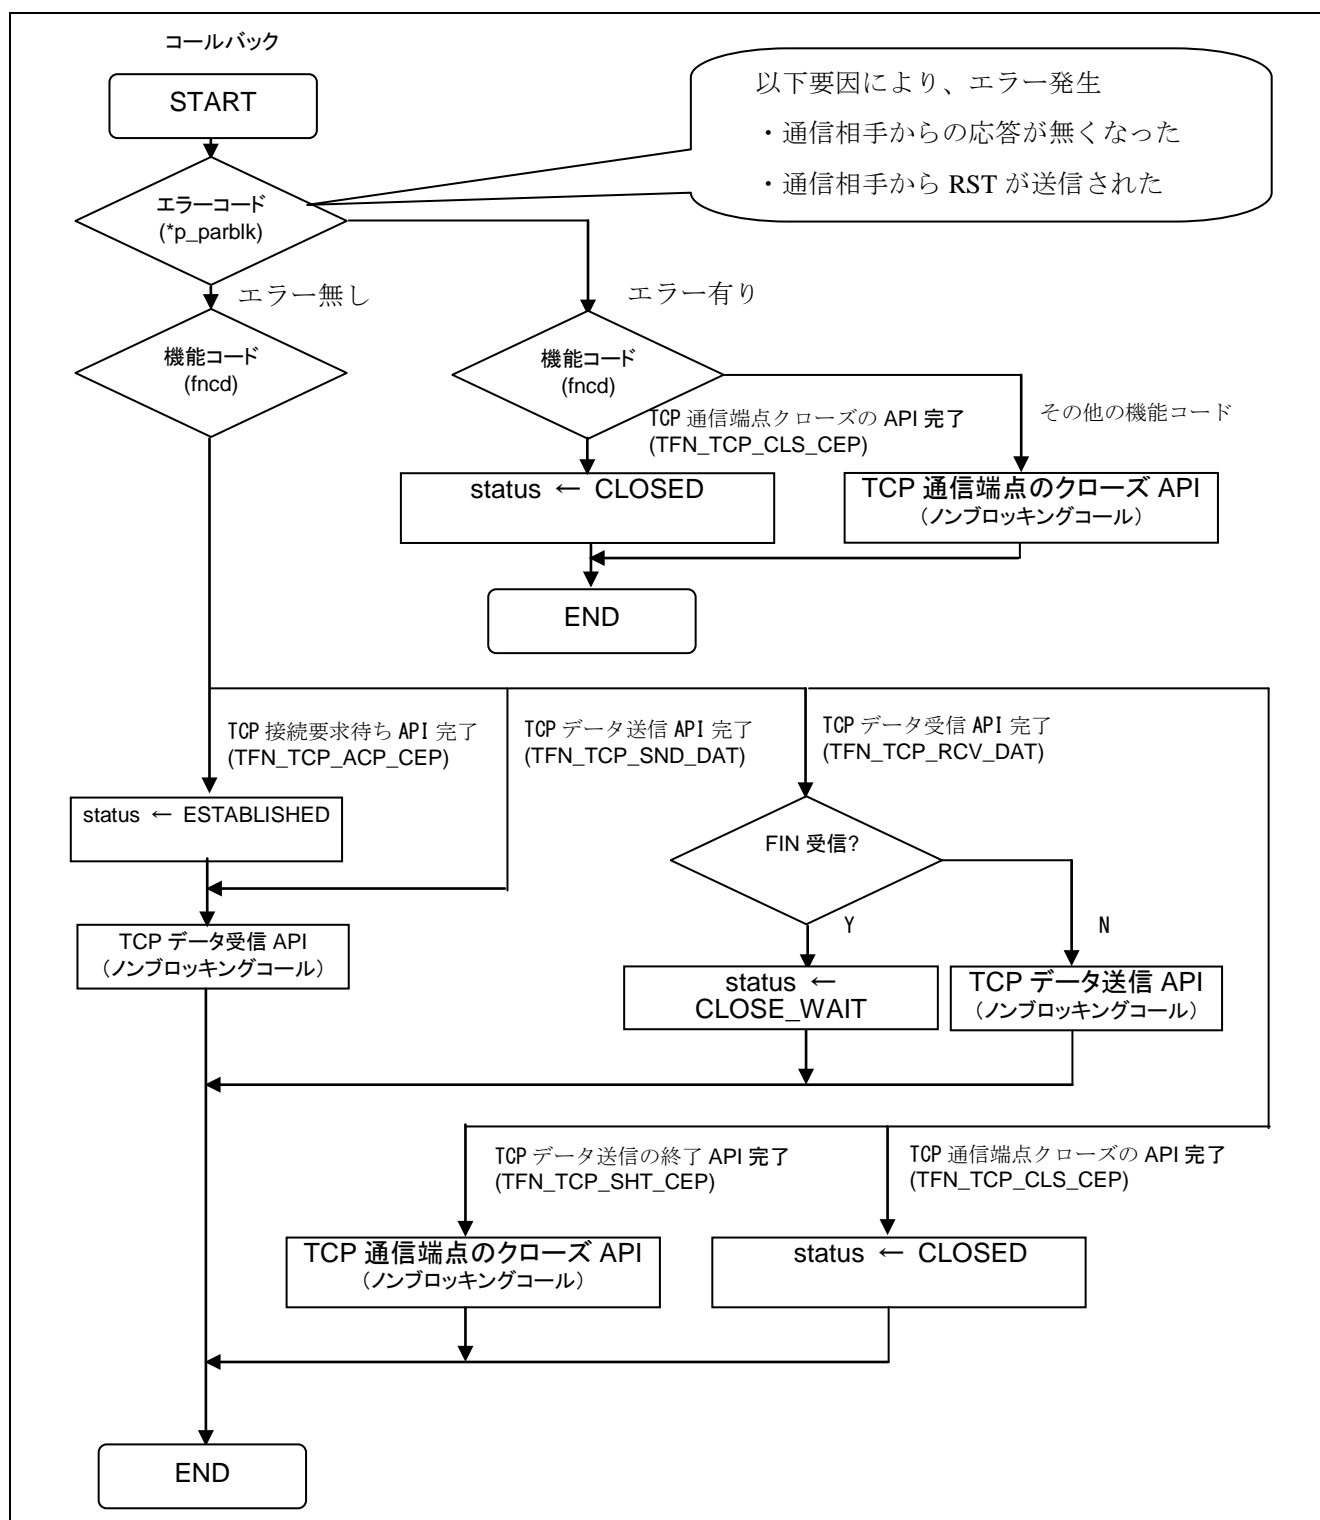 コールバック
START
以下要因により、エラー発生
・通信相手からの応答が無くなった
・通信相手から RST が送信された
エラーコード
(*p_parblk)
エラー無し
エラー有り
機能コード
(fncd)
機能コード
(fncd)
TCP 通信端点クローズの API 完了
(TFN_TCP_CLS_CEP)
その他の機能コード
status ← CLOSED
TCP 通信端点のクローズ API
(ノンブロッキングコール)
END
TCP 接続要求待ち API 完了
(TFN_TCP_ACP_CEP)
TCP データ送信 API 完了
(TFN_TCP_SND_DAT)
TCP データ受信 API 完了
(TFN_TCP_RCV_DAT)
status ← ESTABLISHED
FIN 受信?
Y
N
TCP データ受信 API
(ノンブロッキングコール)
status ←
CLOSE_WAIT
TCP データ送信 API
(ノンブロッキングコール)
TCP データ送信の終了 API 完了
(TFN_TCP_SHT_CEP)
TCP 通信端点クローズの API 完了
(TFN_TCP_CLS_CEP)
TCP 通信端点のクローズ API
(ノンブロッキングコール)
status ← CLOSED
END